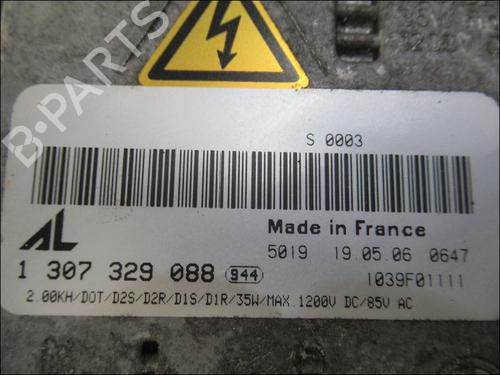 S 0003
AL
Made in France
5019 19.05.06 0647
1 307 329 088 944
1039F01111
2.00KH/DOT/D2S/D2R/D1S/D1R/35W/MAX.1200V DC/85V AC
B-PARTS